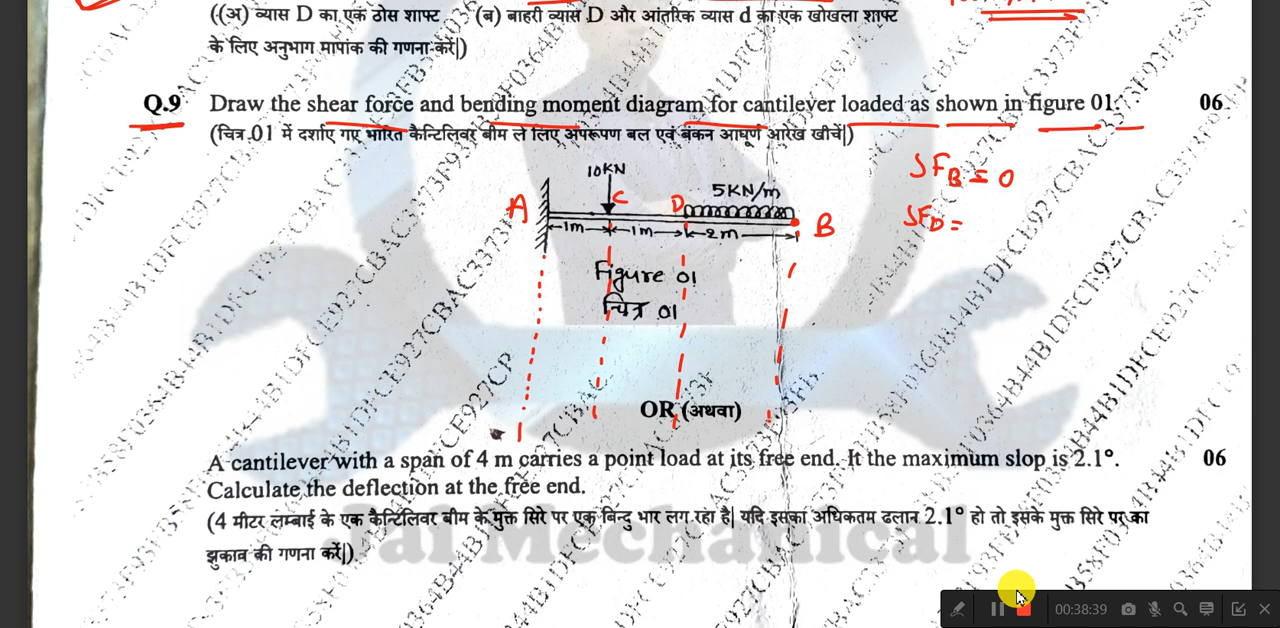 ((अ) व्यास D का एक ठोस शाफ्ट (ब) बाहरी व्यास D और आंतरिक व्यास d का एक खोखला शाफ्ट
के लिए अनुभाग मापांक की गणना करें|)
Q.9 Draw the shear force and bending moment diagram for cantilever loaded as shown in figure 01. 06
(चित्र 01 में दर्शाए गए भारित कैन्टिलिवर बीम ले लिए अपरूपण बल एवं बंकन आघूर्ण आरेख खीचें|)
10KN
5KN/m
A C D B
1m 1m 2m
SFB = 0
SFD =
Figure 01
चित्र 01
OR (अथवा)
A cantilever with a span of 4 m carries a point load at its free end. It the maximum slop is 2.1°. 06
Calculate the deflection at the free end.
(4 मीटर लम्बाई के एक कैन्टिलिवर बीम के मुक्त सिरे पर एक बिन्दु भार लग रहा है| यदि इसका अधिकतम ढलान 2.1° हो तो इसके मुक्त सिरे पर का
झुकाव की गणना करें|)
Jai Mechanical
00:38:39